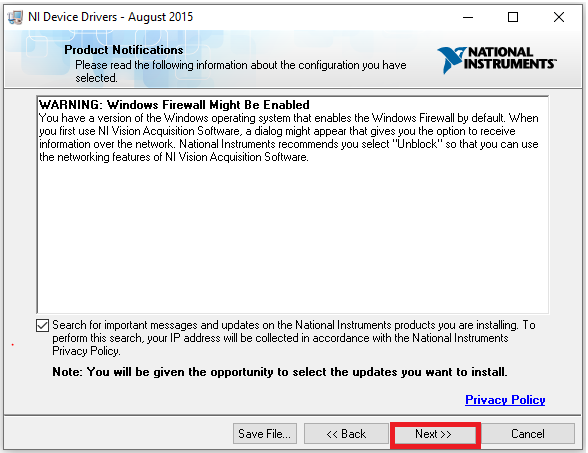 NI Device Drivers - August 2015
Product Notifications
Please read the following information about the configuration you have
selected.
NATIONAL
INSTRUMENTS™
WARNING: Windows Firewall Might Be Enabled
You have a version of the Windows operating system that enables the Windows Firewall by default. When
you first use NI Vision Acquisition Software, a dialog might appear that gives you the option to receive
information over the network. National Instruments recommends you select "Unblock" so that you can use
the networking features of NI Vision Acquisition Software.
Search for important messages and updates on the National Instruments products you are installing. To
perform this search, your IP address will be collected in accordance with the National Instruments
Privacy Policy.
Note: You will be given the opportunity to select the updates you want to install.
Privacy Policy
Save File...
<< Back
Next >>
Cancel